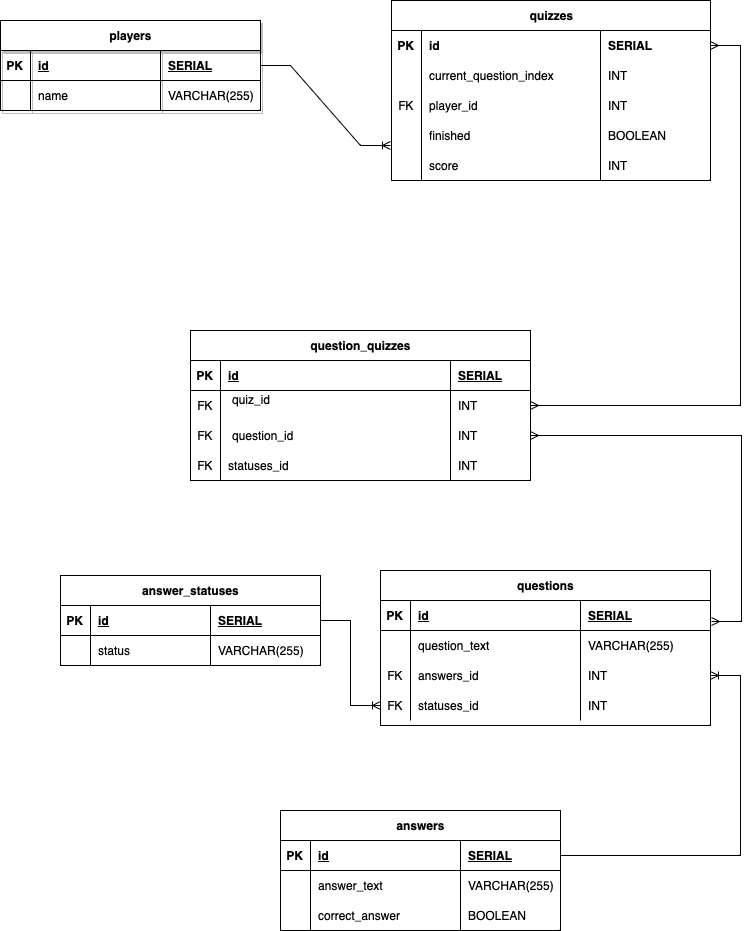 players
PK id SERIAL
name VARCHAR(255)
quizzes
PK id SERIAL
current_question_index INT
FK player_id INT
finished BOOLEAN
score INT
question_quizzes
PK id SERIAL
FK quiz_id INT
FK question_id INT
FK statuses_id INT
answer_statuses
PK id SERIAL
status VARCHAR(255)
questions
PK id SERIAL
question_text VARCHAR(255)
FK answers_id INT
FK statuses_id INT
answers
PK id SERIAL
answer_text VARCHAR(255)
correct_answer BOOLEAN